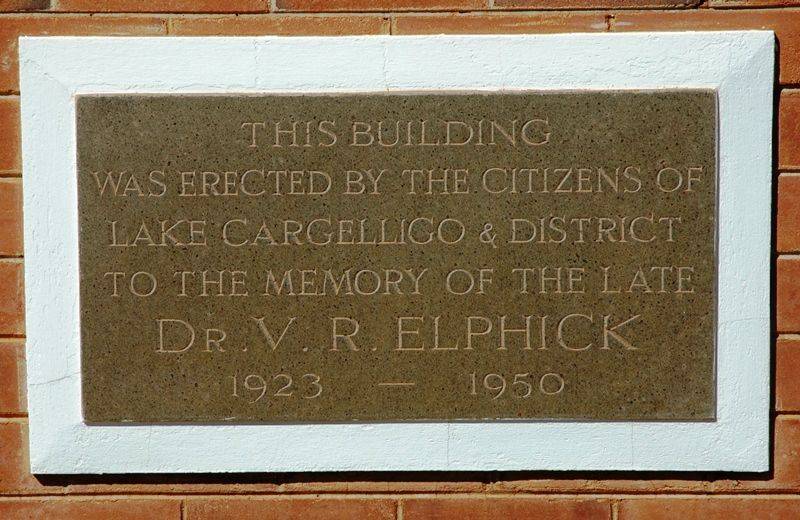 THIS BUILDING
WAS ERECTED BY THE CITIZENS OF
LAKE CARGELLIGO & DISTRICT
TO THE MEMORY OF THE LATE
DR. V. R. ELPHICK
1923 — 1950